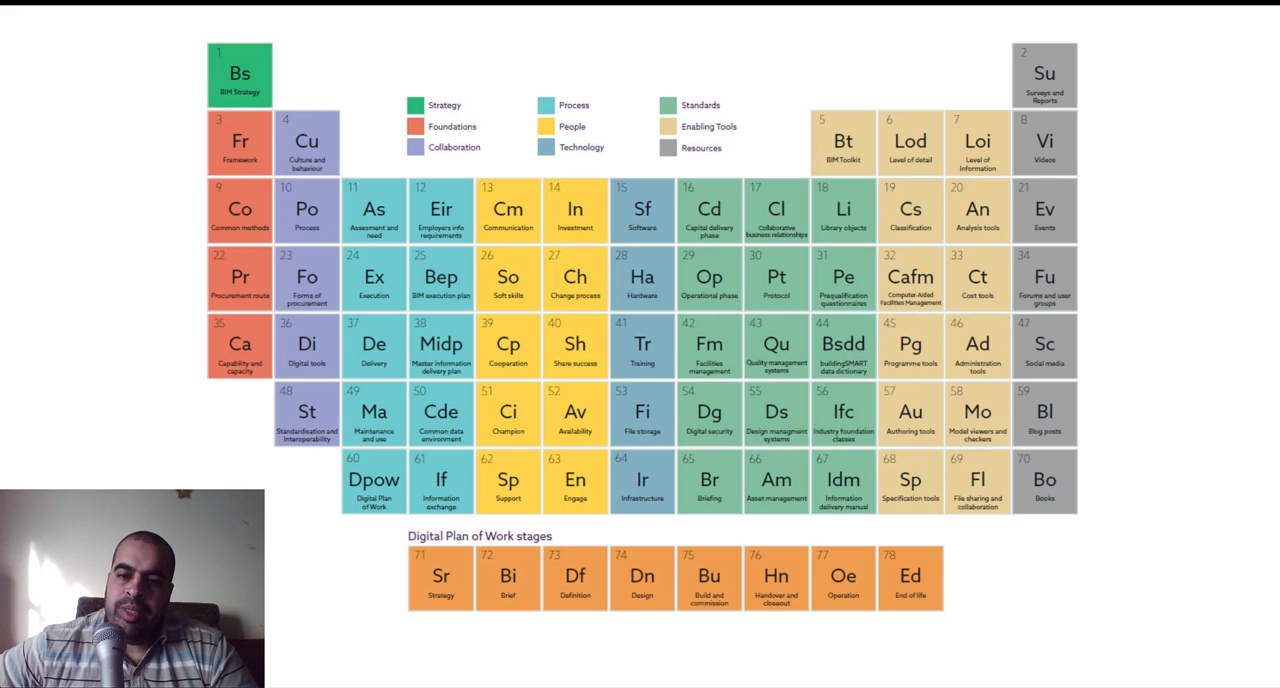 1
Bs
BIM Strategy
2
Su
Surveys and
Reports
Strategy
Foundations
Collaboration
Process
People
Technology
Standards
Enabling Tools
Resources
3
Fr
Framework
4
Cu
Culture and
behaviour
5
Bt
BIM Toolkit
6
Lod
Level of detail
7
Loi
Level of
Information
8
Vi
Videos
9
Co
Common methods
10
Po
Process
11
As
Assesment and
need
12
Eir
Employers info
requirements
13
Cm
Communication
14
In
Investment
15
Sf
Software
16
Cd
Capital delivery
phase
17
Cl
Collaborative
business relationships
18
Li
Library objects
19
Cs
Classification
20
An
Analysis tools
21
Ev
Events
22
Pr
Procurement route
23
Fo
Forms of
procurement
24
Ex
Execution
25
Bep
BIM execution plan
26
So
Soft skills
27
Ch
Change process
28
Ha
Hardware
29
Op
Operational phase
30
Pt
Protocol
31
Pe
Prequalification
questionnaires
32
Cafm
Computer-Aided
Facilities Management
33
Ct
Cost tools
34
Fu
Forums and user
groups
35
Ca
Capability and
capacity
36
Di
Digital tools
37
De
Delivery
38
Midp
Master information
delivery plan
39
Cp
Cooperation
40
Sh
Share success
41
Tr
Training
42
Fm
Facilities
management
43
Qu
Quality management
systems
44
Bsdd
buildingSMART
data dictionary
45
Pg
Programme tools
46
Ad
Administration
tools
47
Sc
Social media
48
St
Standardisation and
Interoperability
49
Ma
Maintenance
and use
50
Cde
Common data
environment
51
Ci
Champion
52
Av
Availability
53
Fi
File storage
54
Dg
Digital security
55
Ds
Design managment
systems
56
Ifc
Industry foundation
classes
57
Au
Authoring tools
58
Mo
Model viewers and
checkers
59
Bl
Blog posts
60
Dpow
Digital Plan
of Work
61
If
Information
exchange
62
Sp
Support
63
En
Engage
64
Ir
Infrastructure
65
Br
Briefing
66
Am
Asset management
67
Idm
Information
delivery manual
68
Sp
Specification tools
69
Fl
File sharing and
collaboration
70
Bo
Books
Digital Plan of Work stages
71
Sr
Strategy
72
Bi
Brief
73
Df
Definition
74
Dn
Design
75
Bu
Build and
commission
76
Hn
Handover and
closeout
77
Oe
Operation
78
Ed
End of life